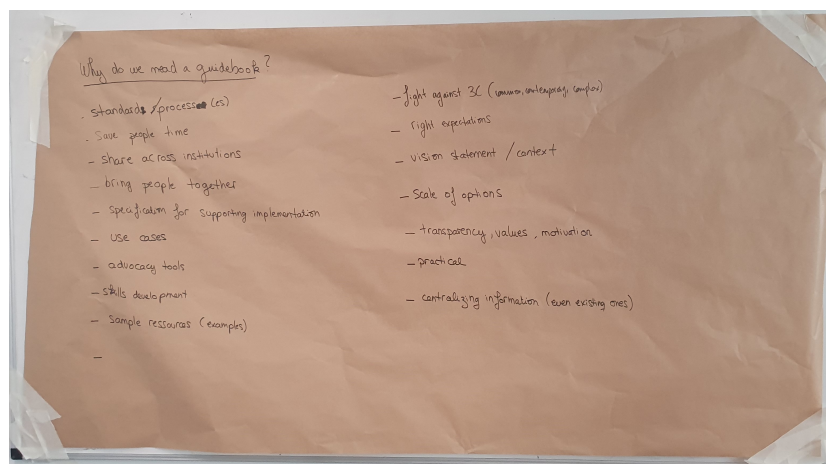 Why do we need a guidebook?
. standards/process (es)
. Save people time
- share across institutions
- bring people together
- specification for supporting implementation
- use cases
- advocacy tools
- skills development
- sample ressources (examples)
-
- fight against 3C (common, contemporary, complex)
- right expectations
- vision statement / context
- Scale of options
- transparency, values, motivation
- practical
- centralizing information (even existing ones)